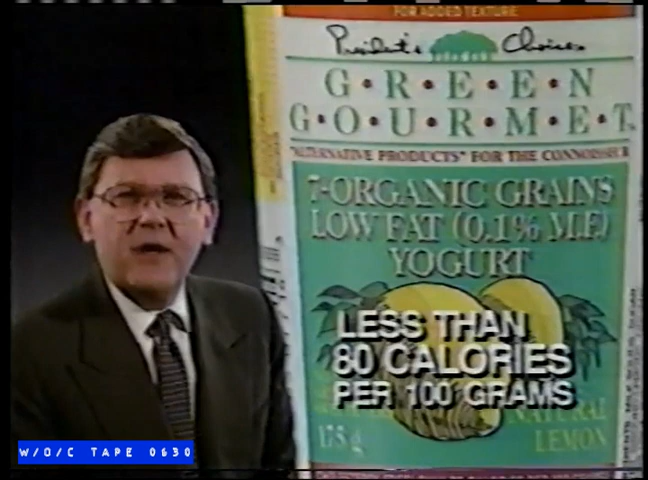 FOR ADDED TEXTURE
President's Choice
G•R•E•E•N
G•O•U•R•M•E•T
"ALTERNATIVE PRODUCTS" FOR THE CONNOISSEUR
7-ORGANIC GRAINS
LOW FAT (0.1% M.F.)
YOGURT
LESS THAN
80 CALORIES
PER 100 GRAMS
NATURAL
175 g
LEMON
W/O/C TAPE 0630